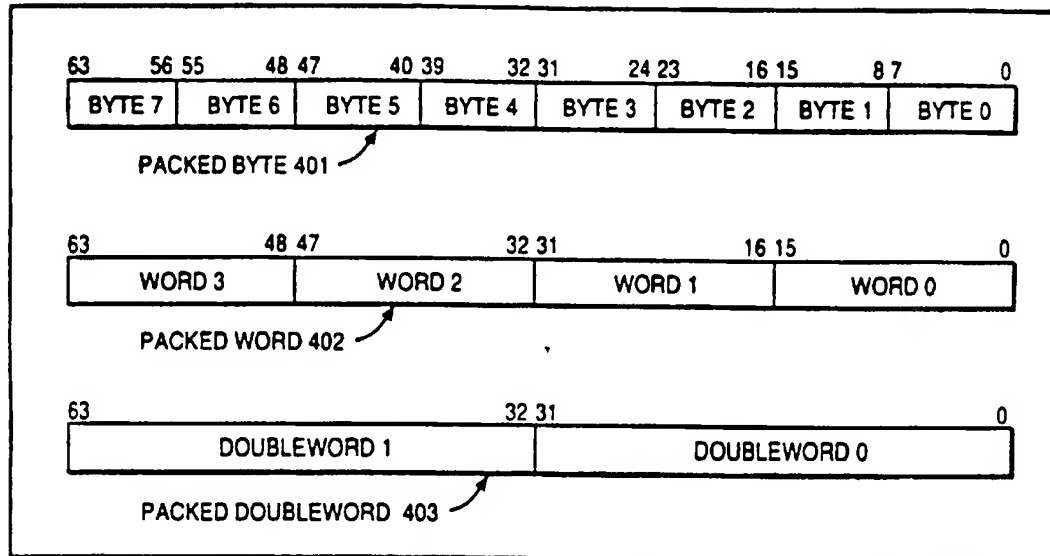 63 56 55 48 47 40 39 32 31 24 23 16 15 8 7 0
BYTE 7 BYTE 6 BYTE 5 BYTE 4 BYTE 3 BYTE 2 BYTE 1 BYTE 0
PACKED BYTE 401
63 48 47 32 31 16 15 0
WORD 3 WORD 2 WORD 1 WORD 0
PACKED WORD 402
63 32 31 0
DOUBLEWORD 1 DOUBLEWORD 0
PACKED DOUBLEWORD 403